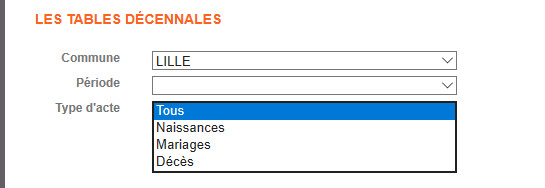 LES TABLES DÉCENNALES
Commune LILLE
Période
Type d'acte Tous
Naissances
Mariages
Décès